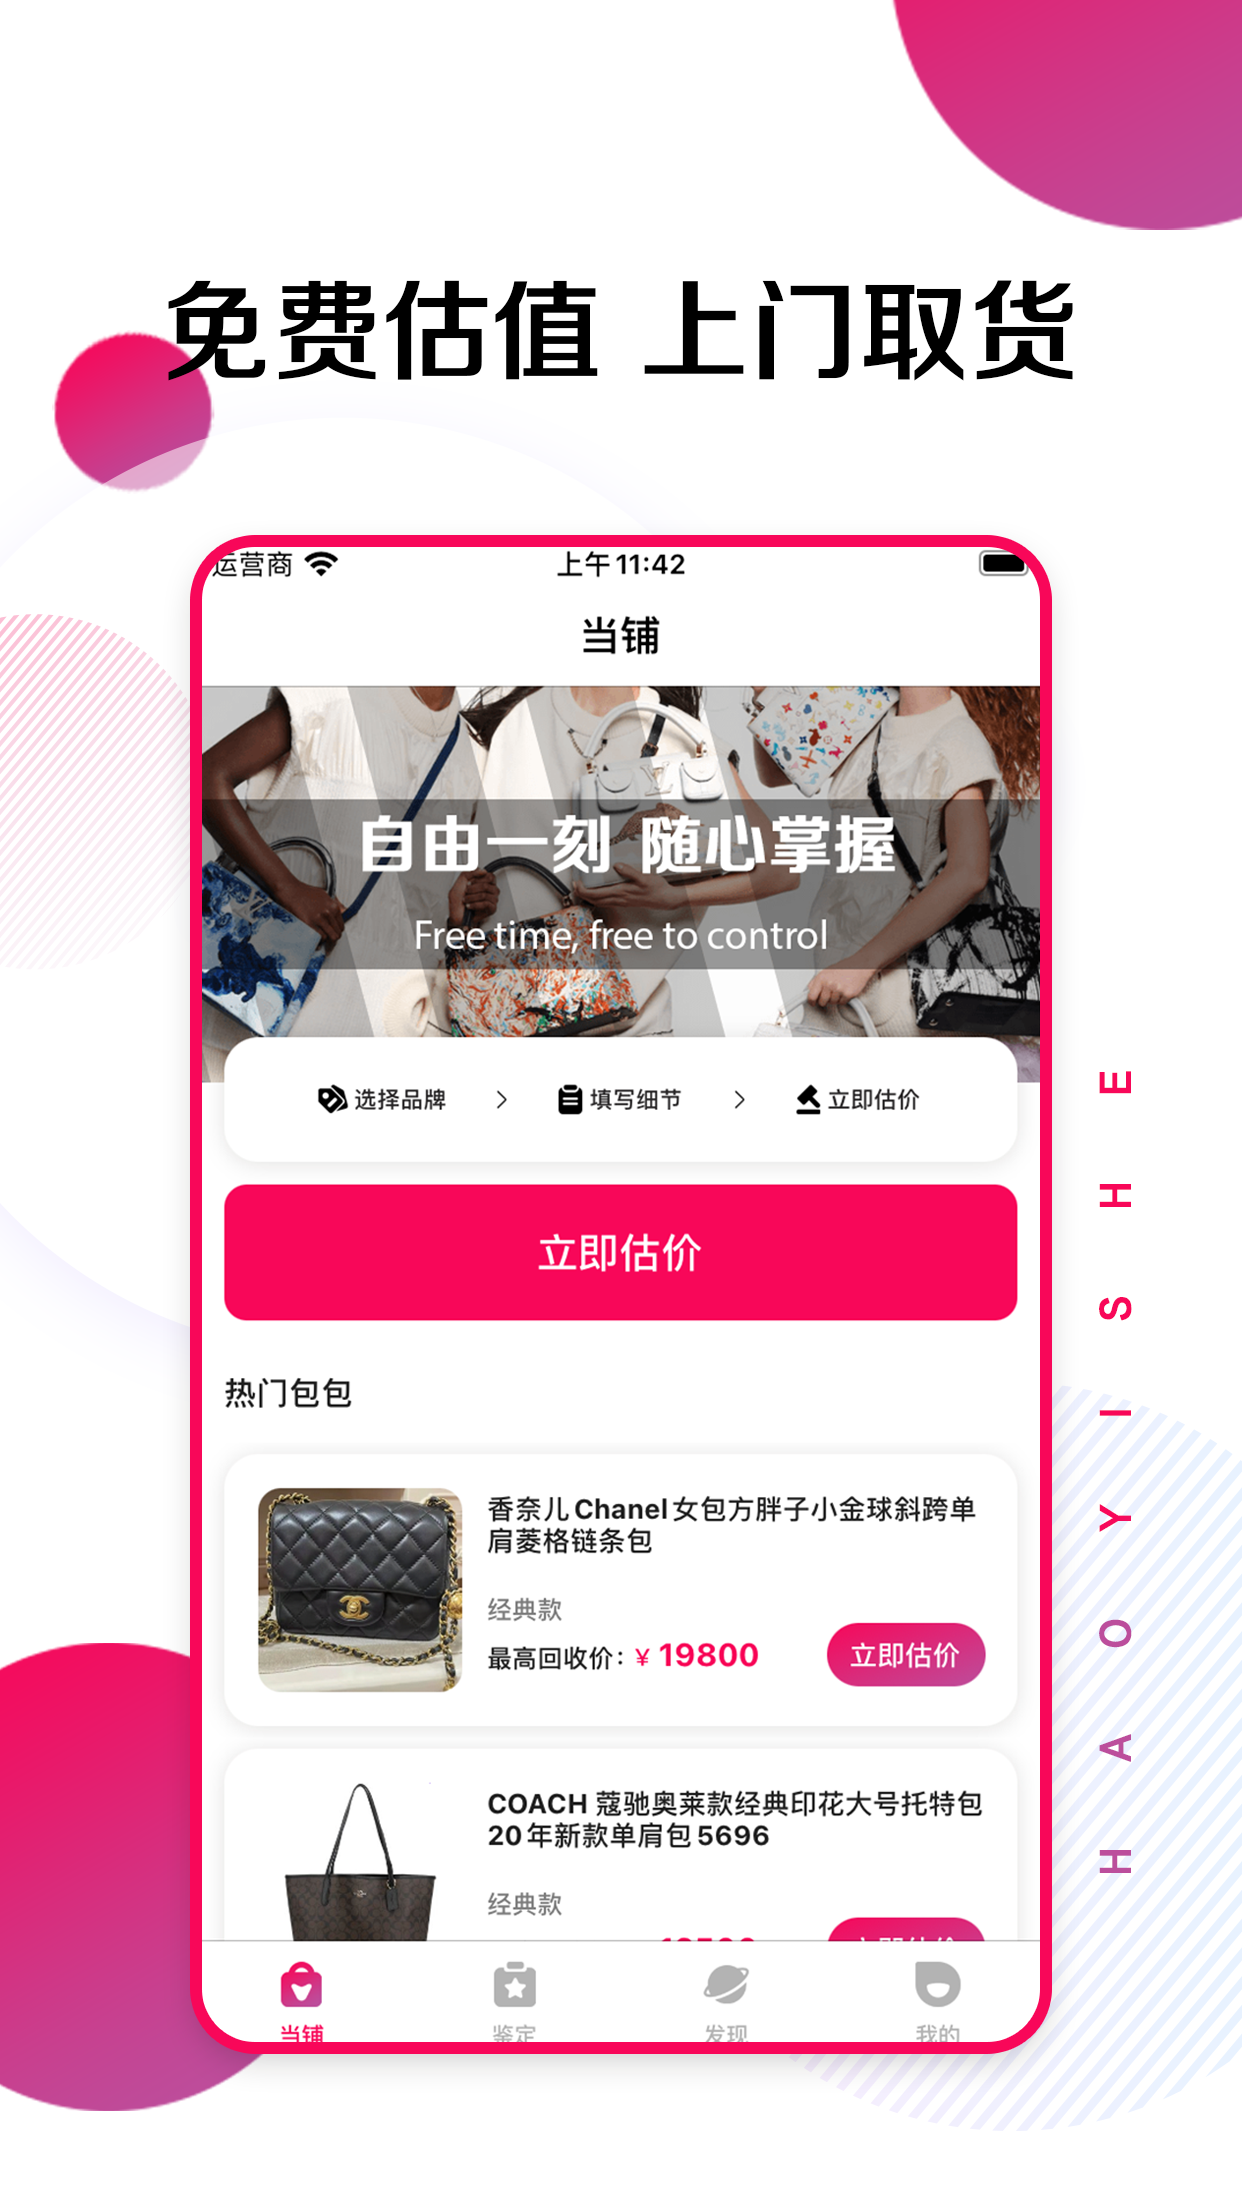 免费估值 上门取货
运营商 上午11:42
当铺
自由一刻 随心掌握
Free time, free to control
选择品牌 > 填写细节 > 立即估价
立即估价
热门包包
香奈儿Chanel女包方胖子小金球斜跨单
肩菱格链条包
经典款
最高回收价：¥ 19800 立即估价
COACH 蔻驰奥莱款经典印花大号托特包
20年新款单肩包5696
经典款
立即估价
当铺 鉴定 发现 我的
HAOYISHE